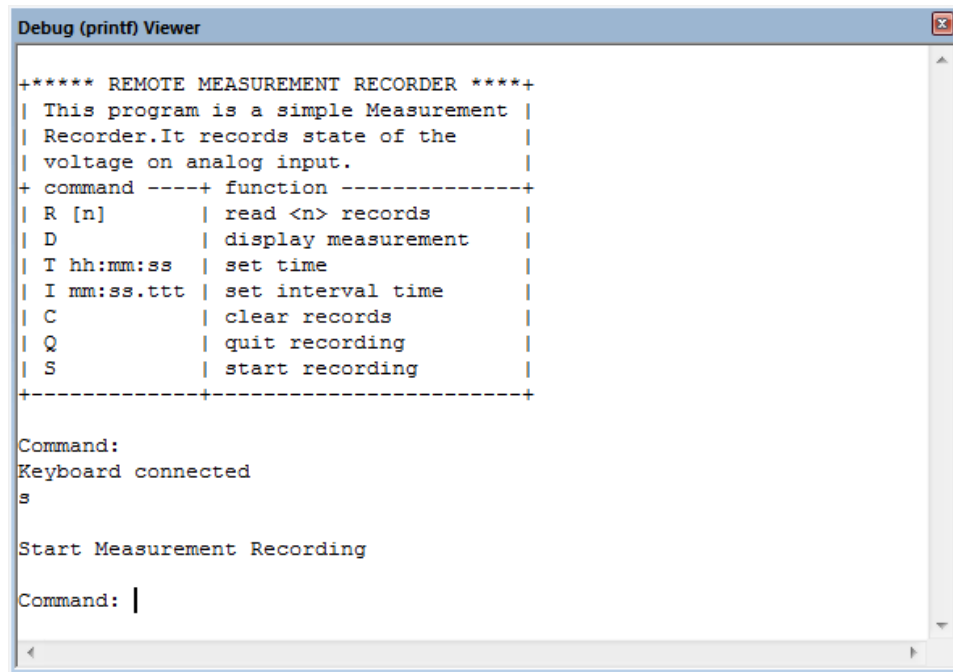 Debug (printf) Viewer
+***** REMOTE MEASUREMENT RECORDER ****+
| This program is a simple Measurement |
| Recorder.It records state of the     |
| voltage on analog input.             |
+ command ----+ function --------------+
| R [n]       | read <n> records       |
| D           | display measurement    |
| T hh:mm:ss  | set time               |
| I mm:ss.ttt | set interval time      |
| C           | clear records          |
| Q           | quit recording         |
| S           | start recording        |
+-------------+------------------------+
Command:
Keyboard connected
s
Start Measurement Recording
Command: